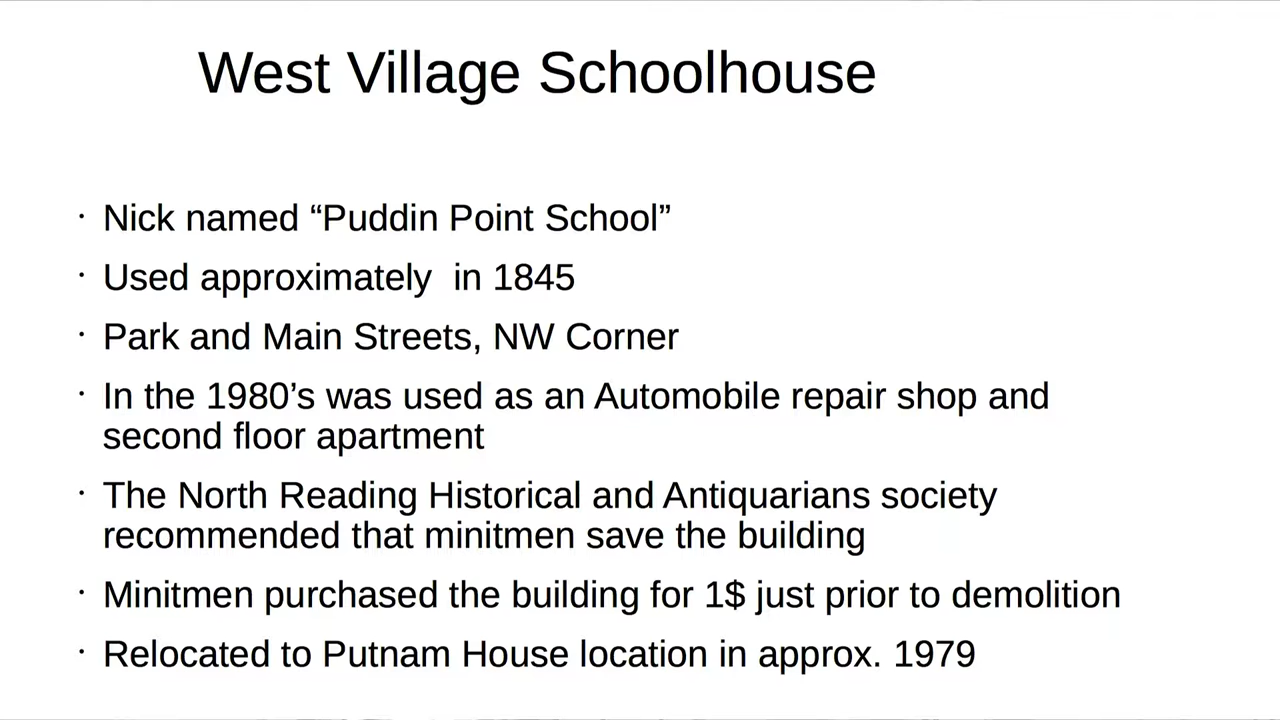 West Village Schoolhouse
· Nick named “Puddin Point School”
· Used approximately  in 1845
· Park and Main Streets, NW Corner
· In the 1980’s was used as an Automobile repair shop and
second floor apartment
· The North Reading Historical and Antiquarians society
recommended that minitmen save the building
· Minitmen purchased the building for 1$ just prior to demolition
· Relocated to Putnam House location in approx. 1979